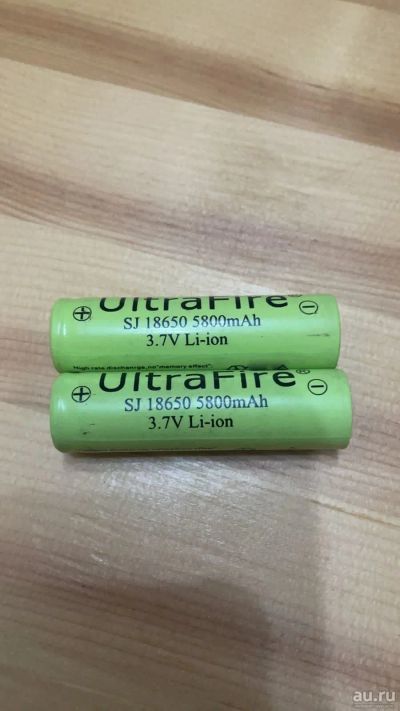 UltraFire®
SJ 18650 5800mAh
3.7V Li-ion
High rate discharge,no"memory effect"
UltraFire®
SJ 18650 5800mAh
3.7V Li-ion
au.ru